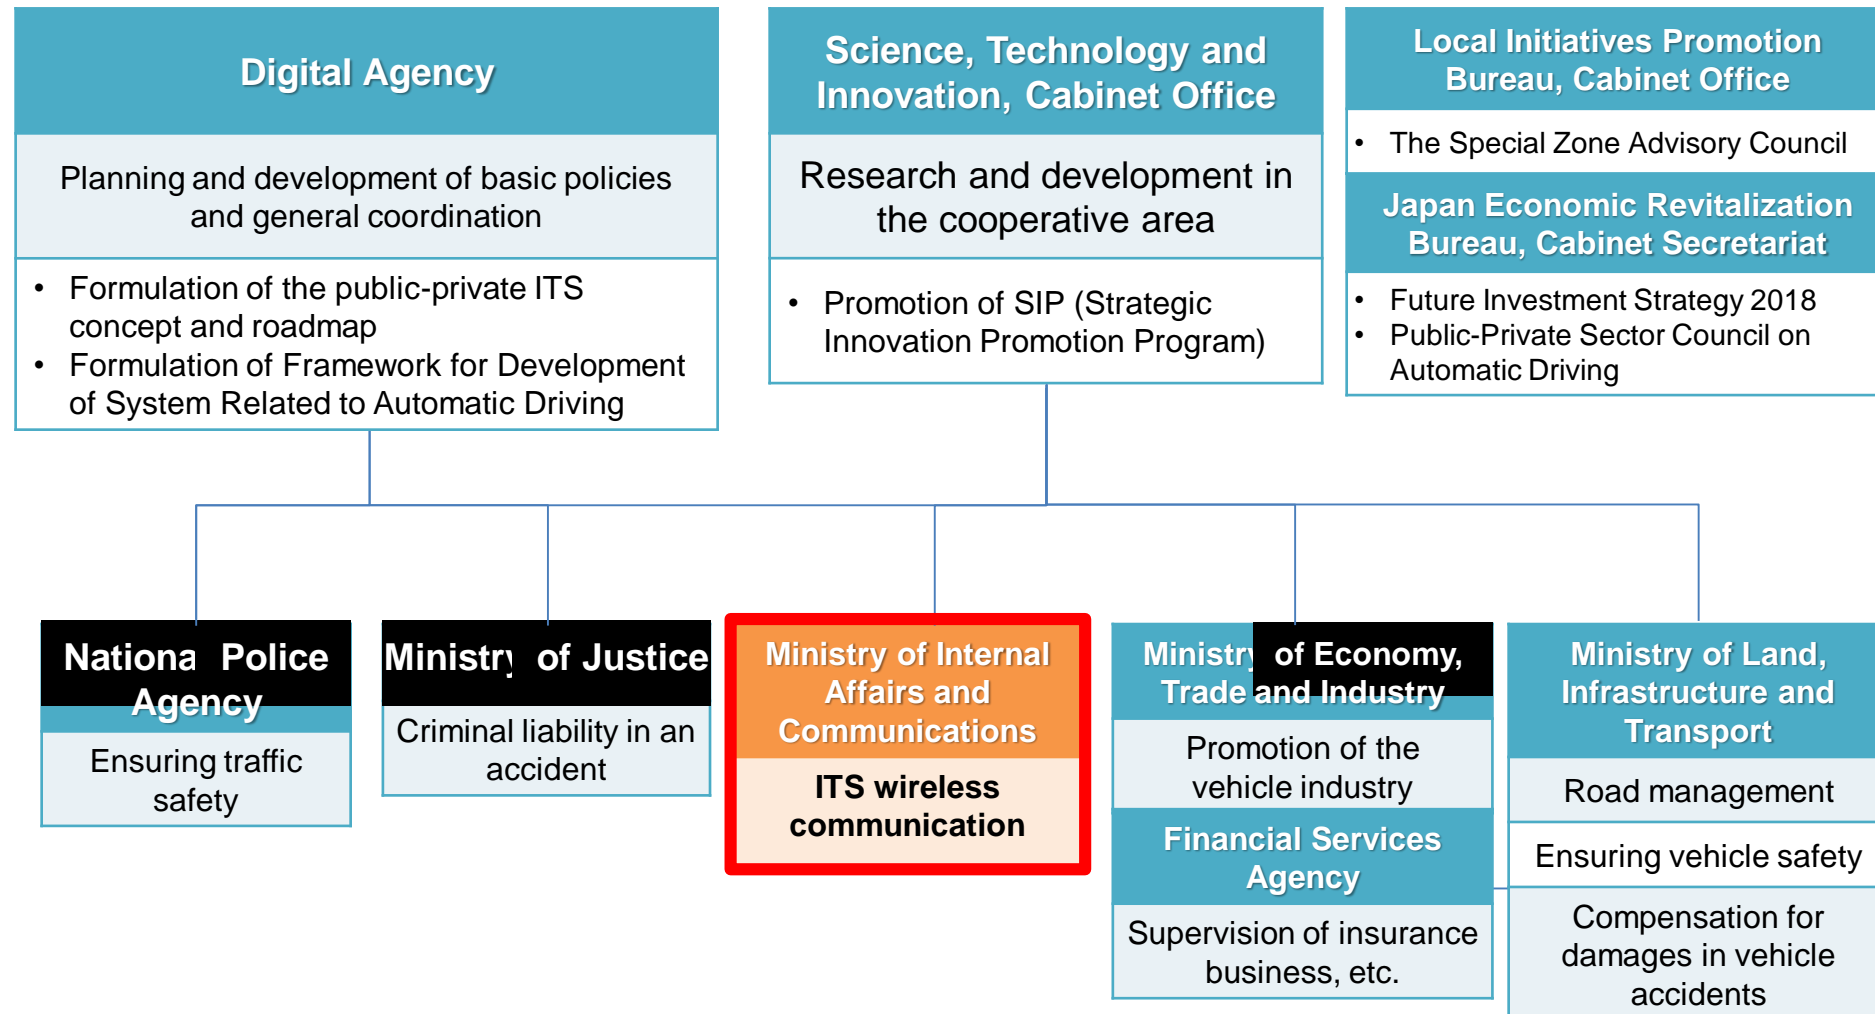 Digital Agency
Planning and development of basic policies
and general coordination
• Formulation of the public-private ITS
concept and roadmap
• Formulation of Framework for Development
of System Related to Automatic Driving
Science, Technology and
Innovation, Cabinet Office
Research and development in
the cooperative area
• Promotion of SIP (Strategic
Innovation Promotion Program)
Local Initiatives Promotion
Bureau, Cabinet Office
• The Special Zone Advisory Council
Japan Economic Revitalization
Bureau, Cabinet Secretariat
• Future Investment Strategy 2018
• Public-Private Sector Council on
Automatic Driving
National Police
Agency
Ensuring traffic
safety
Ministry of Justice
Criminal liability in an
accident
Ministry of Internal
Affairs and
Communications
ITS wireless
communication
Ministry of Economy,
Trade and Industry
Promotion of the
vehicle industry
Financial Services
Agency
Supervision of insurance
business, etc.
Ministry of Land,
Infrastructure and
Transport
Road management
Ensuring vehicle safety
Compensation for
damages in vehicle
accidents